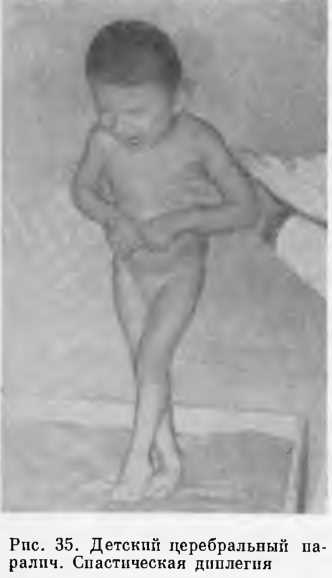 Рис. 35. Детский церебральный па-
ралич. Спастическая диплегия